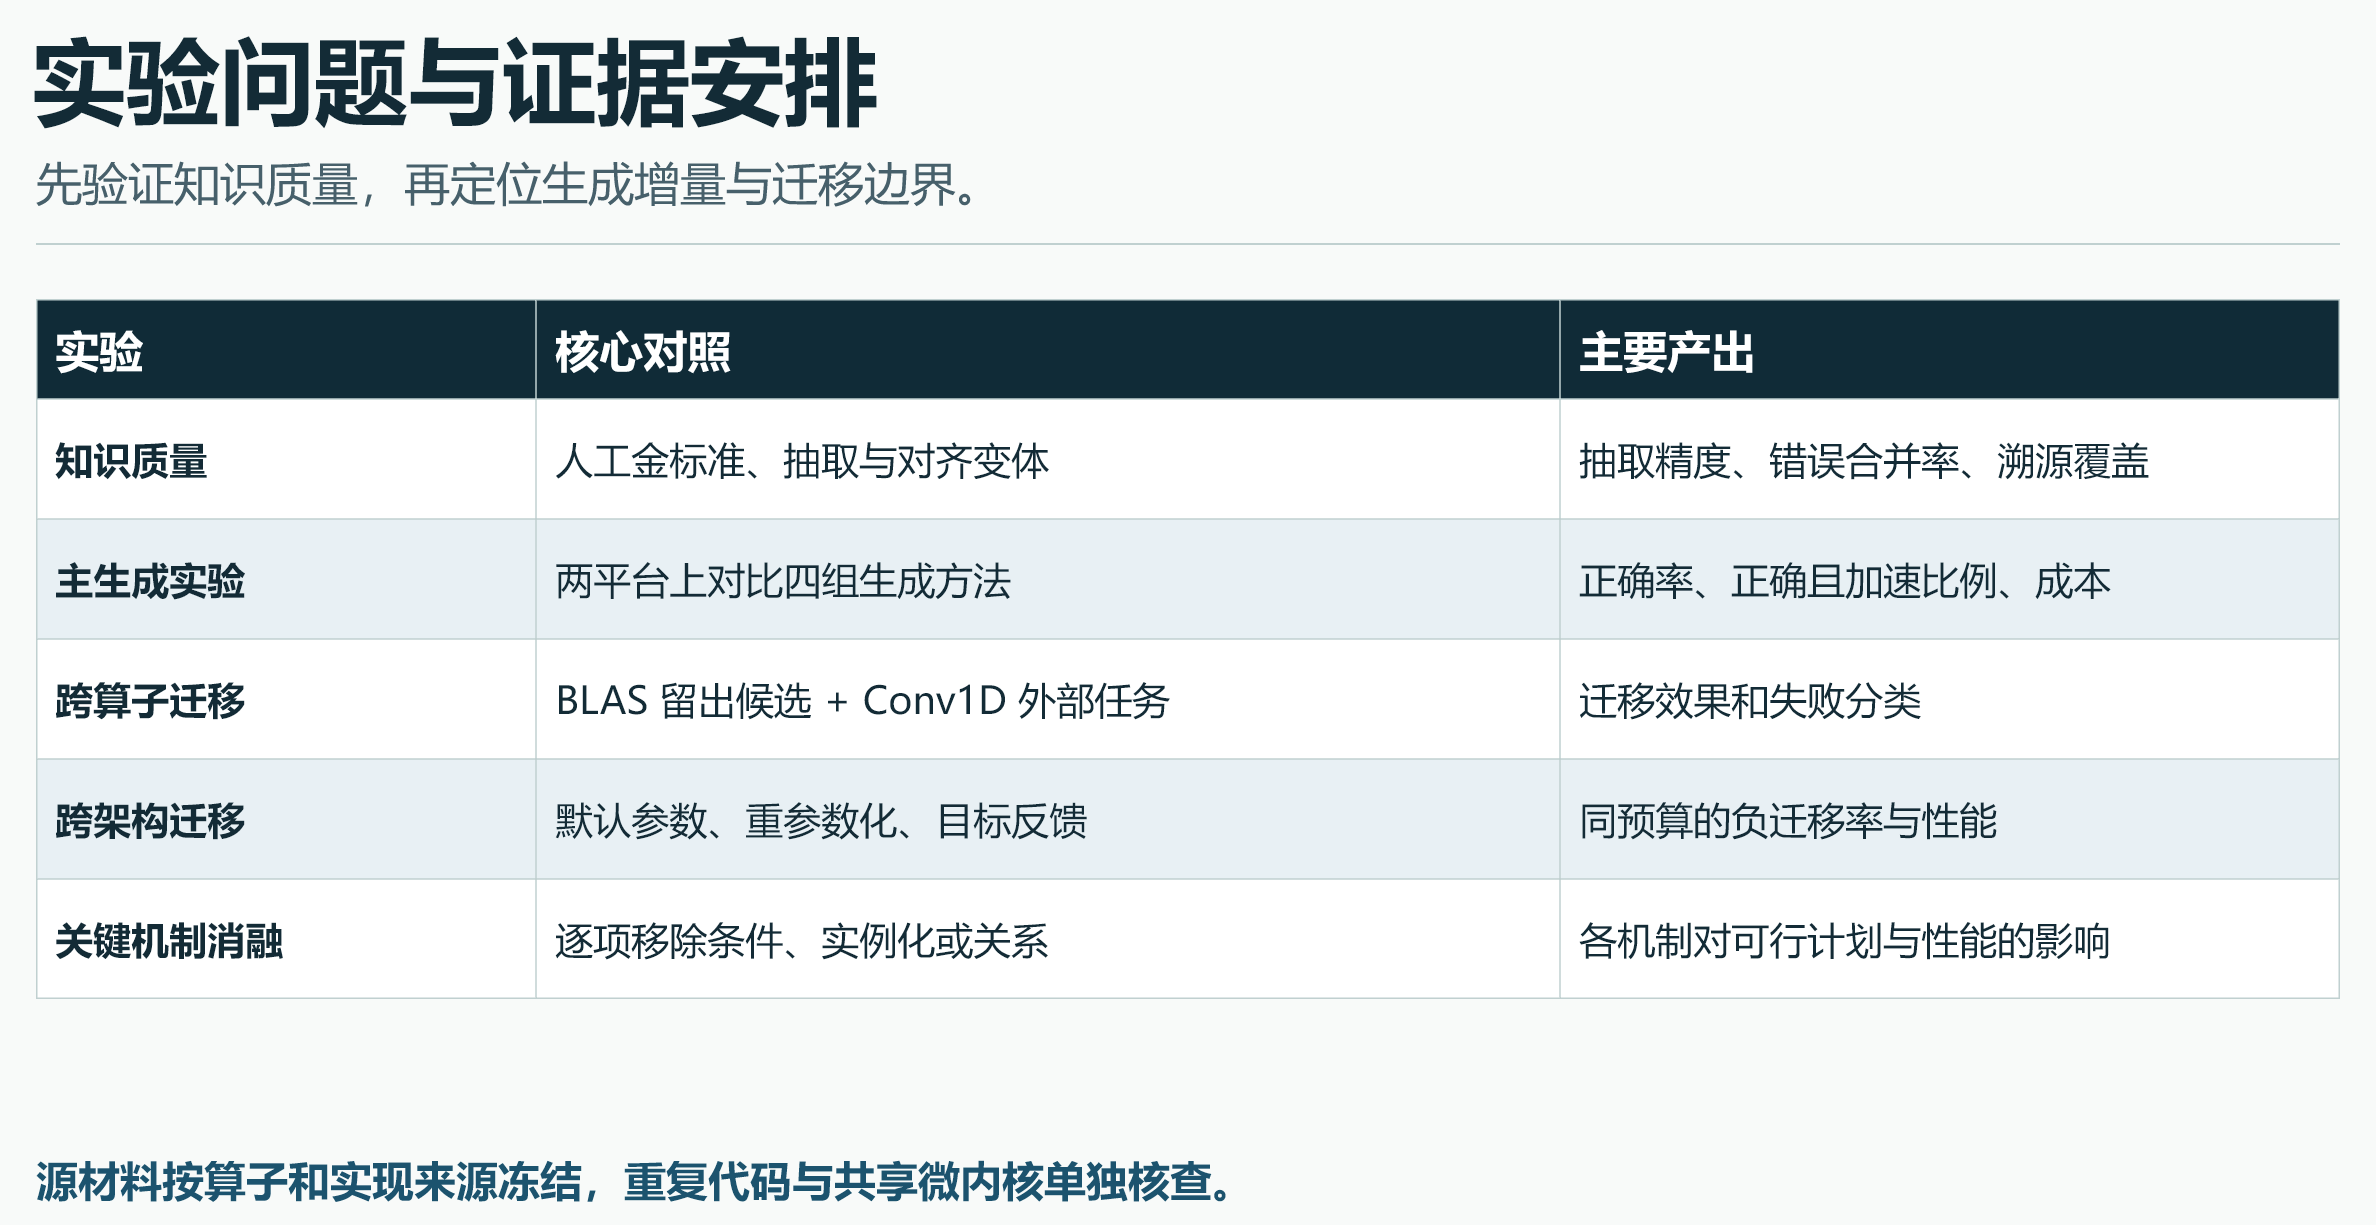 实验问题与证据安排
先验证知识质量，再定位生成增量与迁移边界。
实验 核心对照 主要产出
知识质量 人工金标准、抽取与对齐变体 抽取精度、错误合并率、溯源覆盖
主生成实验 两平台上对比四组生成方法 正确率、正确且加速比例、成本
跨算子迁移 BLAS 留出候选 + Conv1D 外部任务 迁移效果和失败分类
跨架构迁移 默认参数、重参数化、目标反馈 同预算的负迁移率与性能
关键机制消融 逐项移除条件、实例化或关系 各机制对可行计划与性能的影响
源材料按算子和实现来源冻结，重复代码与共享微内核单独核查。